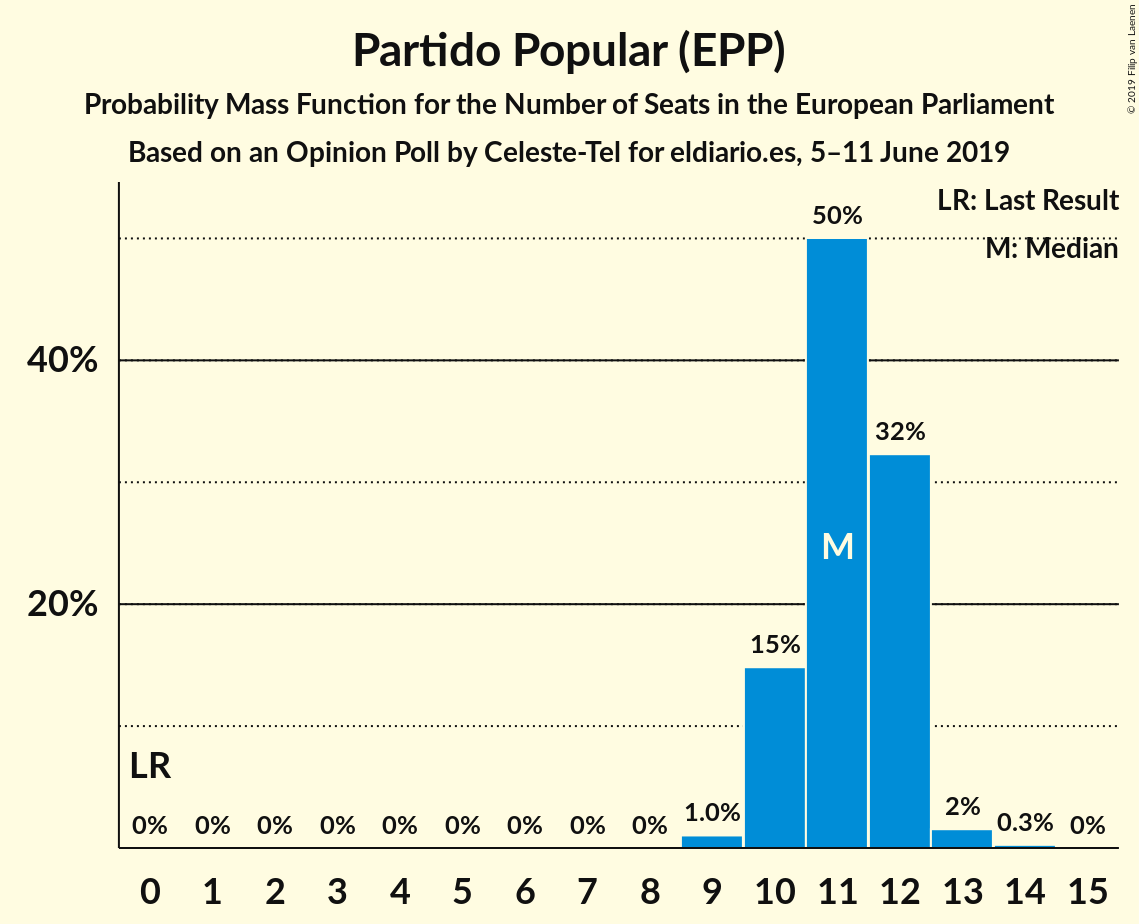 Partido Popular (EPP)
Probability Mass Function for the Number of Seats in the European Parliament
Based on an Opinion Poll by Celeste-Tel for eldiario.es, 5–11 June 2019
© 2019 Filip van Laenen
LR: Last Result
M: Median
50%
40%
32%
M
20%
15%
LR
0% 0% 0% 0% 0% 0% 0% 0% 0% 1.0% 2% 0.3% 0%
0 1 2 3 4 5 6 7 8 9 10 11 12 13 14 15